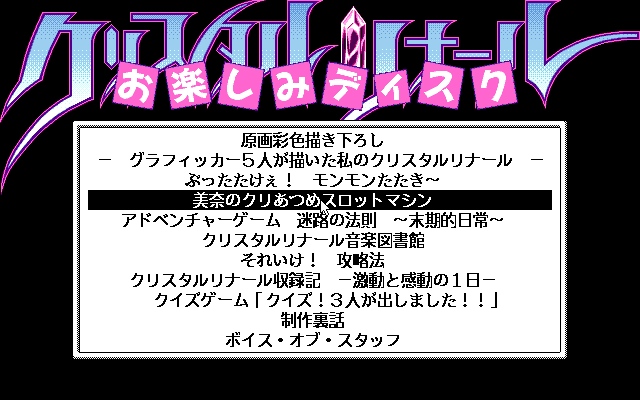 クリスタルリナール
お楽しみディスク
原画彩色描き下ろし
－　グラフィッカー５人が描いた私のクリスタルリナール　－
ぶったたけぇ！　モンモンたたき～
美奈のクリあつめスロットマシン
アドベンチャーゲーム　迷路の法則　～末期的日常～
クリスタルリナール音楽図書館
それいけ！　攻略法
クリスタルリナール収録記　－激動と感動の１日－
クイズゲーム「クイズ！３人が出しました！！」
制作裏話
ボイス・オブ・スタッフ